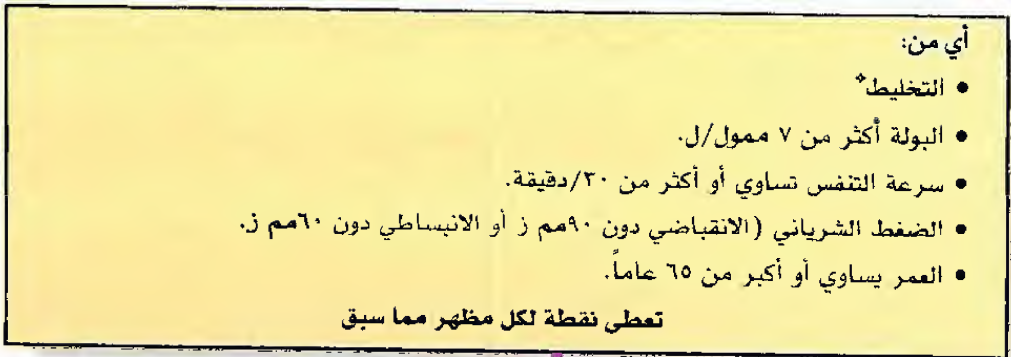 أي من:
• التخليط*
• البولة أكثر من ٧ ممول/ل.
• سرعة التنفس تساوي أو أكثر من ٣٠/دقيقة.
• الضغط الشرياني (الانقباضي دون ٩٠مم ز أو الانبساطي دون ٦٠مم ز.
• العمر يساوي أو أكبر من ٦٥ عاماً.
تعطى نقطة لكل مظهر مما سبق